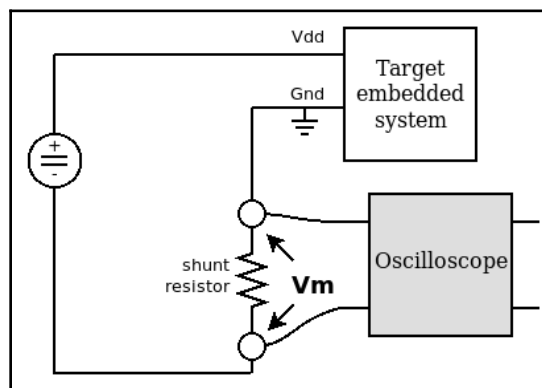 Vdd
Target
embedded
system
Gnd
+
-
shunt
resistor
Vm
Oscilloscope